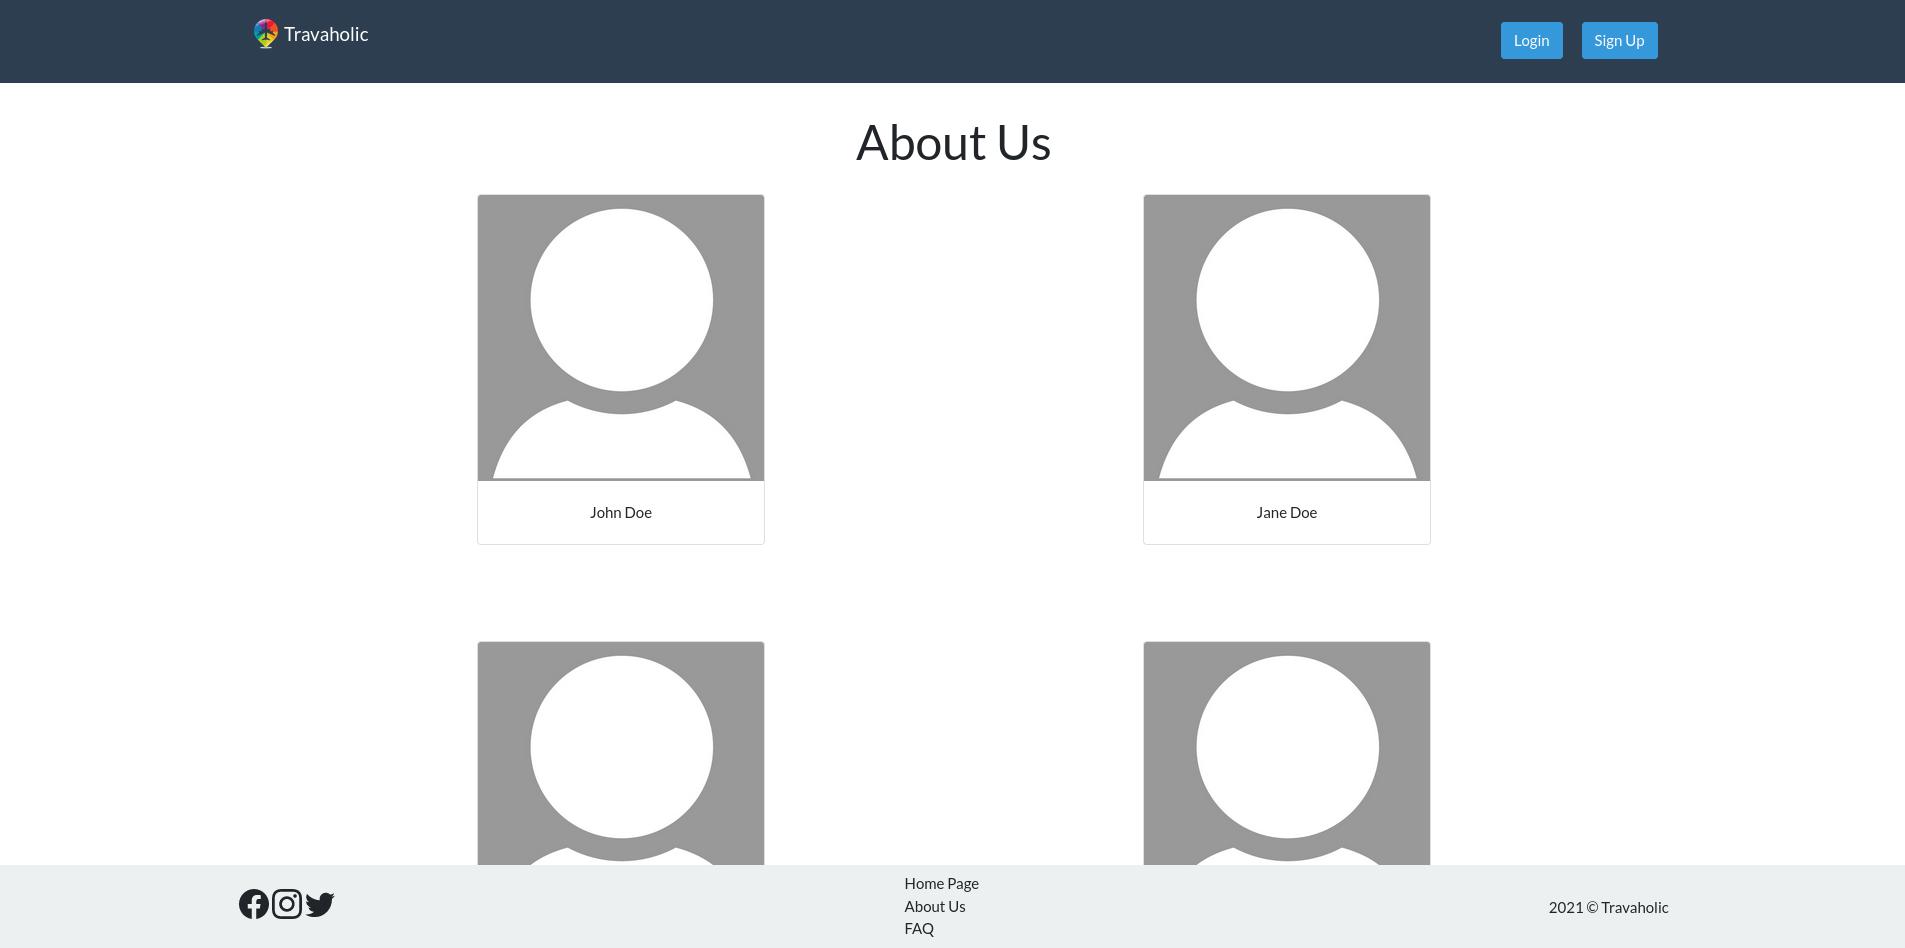 Travaholic
Login
Sign Up
About Us
John Doe
Jane Doe
Home Page
About Us
FAQ
2021 © Travaholic